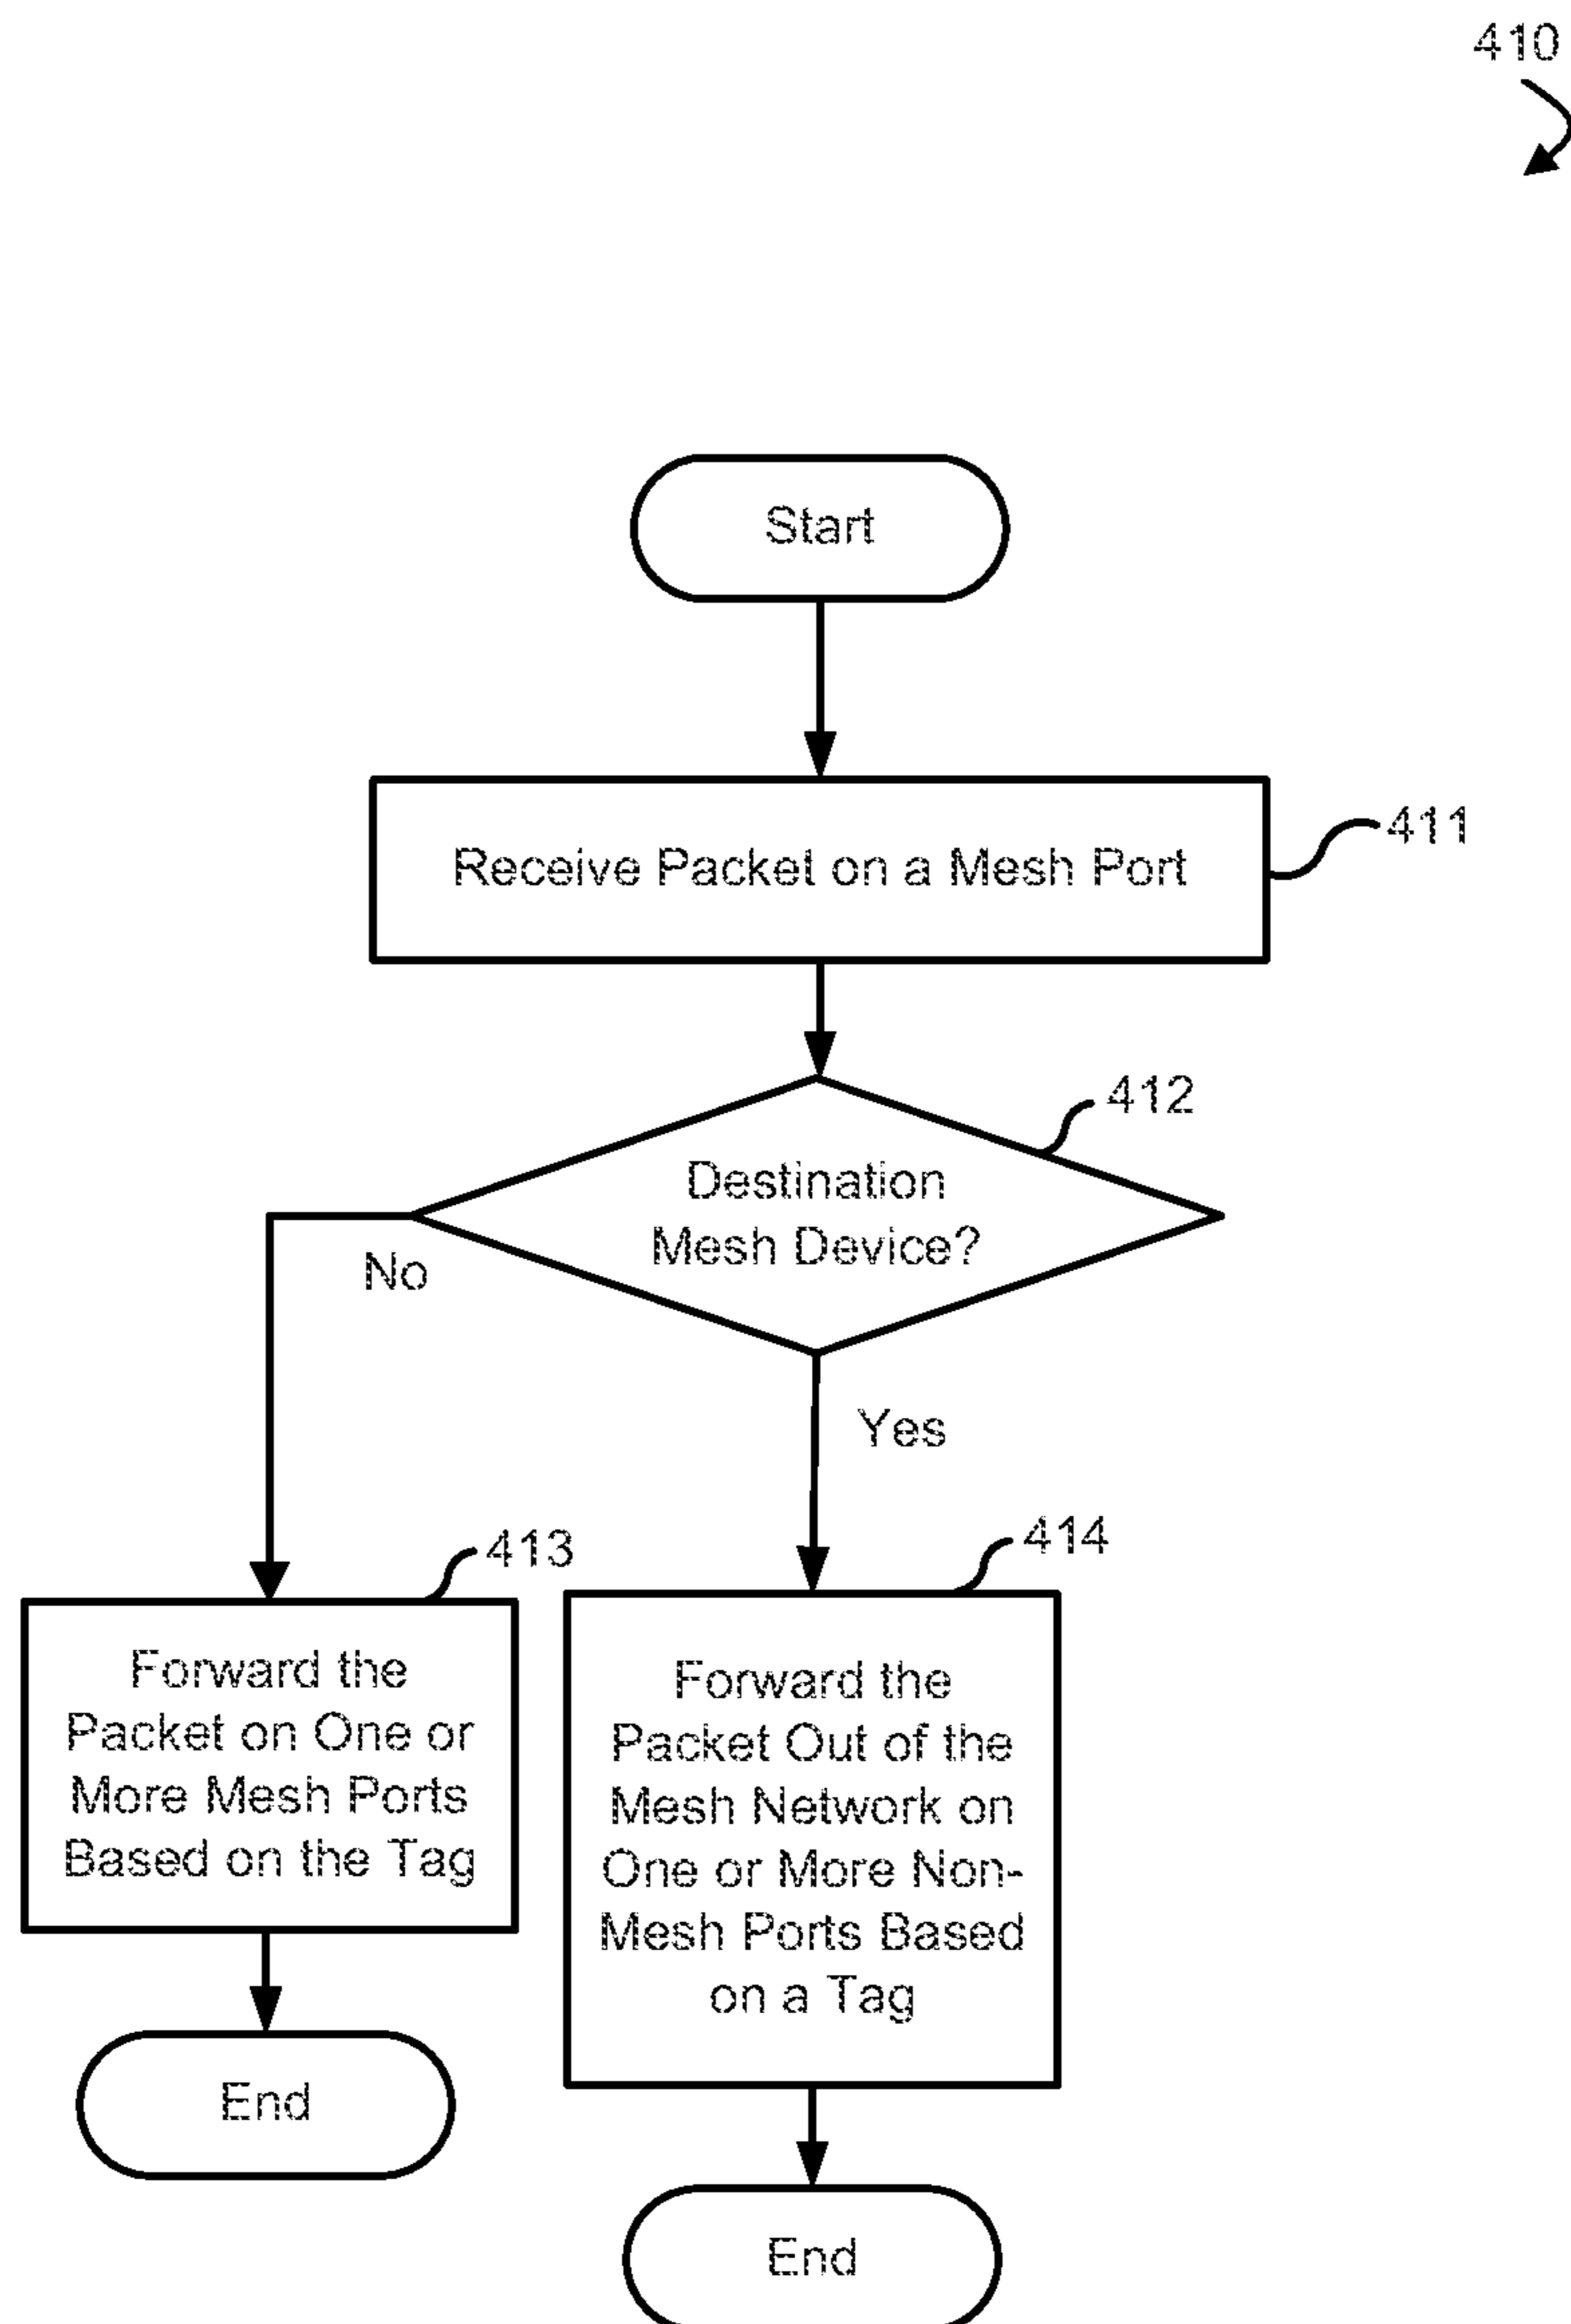 410
Start
Receive Packet on a Mesh Port
411
412
Destination
Mesh Device?
No
Yes
413
414
Forward the
Packet on One or
More Mesh Ports
Based on the Tag
Forward the
Packet Out of the
Mesh Network on
One or More Non-
Mesh Ports Based
on a Tag
End
End